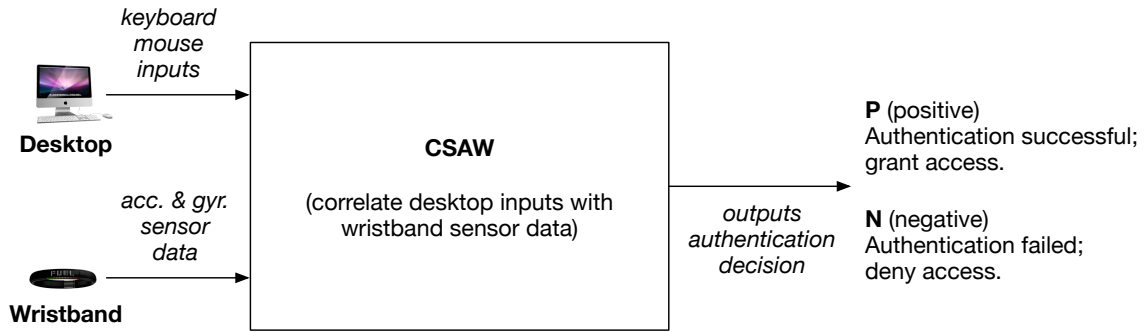 keyboard
mouse
inputs
Desktop
acc. & gyr.
sensor
data
FUEL
Wristband
CSAW
(correlate desktop inputs with
wristband sensor data)
outputs
authentication
decision
P (positive)
Authentication successful;
grant access.
N (negative)
Authentication failed;
deny access.